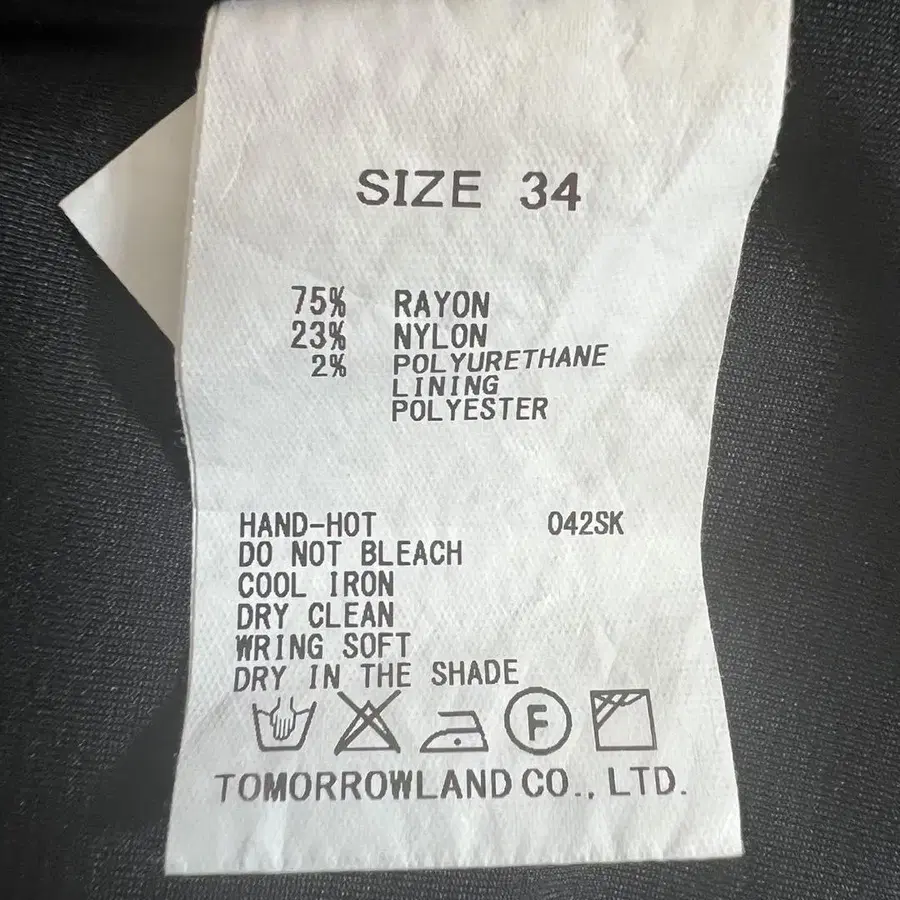 SIZE 34
75% RAYON
23% NYLON
2% POLYURETHANE
LINING
POLYESTER
HAND-HOT 042SK
DO NOT BLEACH
COOL IRON
DRY CLEAN
WRING SOFT
DRY IN THE SHADE
F
TOMORROWLAND CO., LTD.